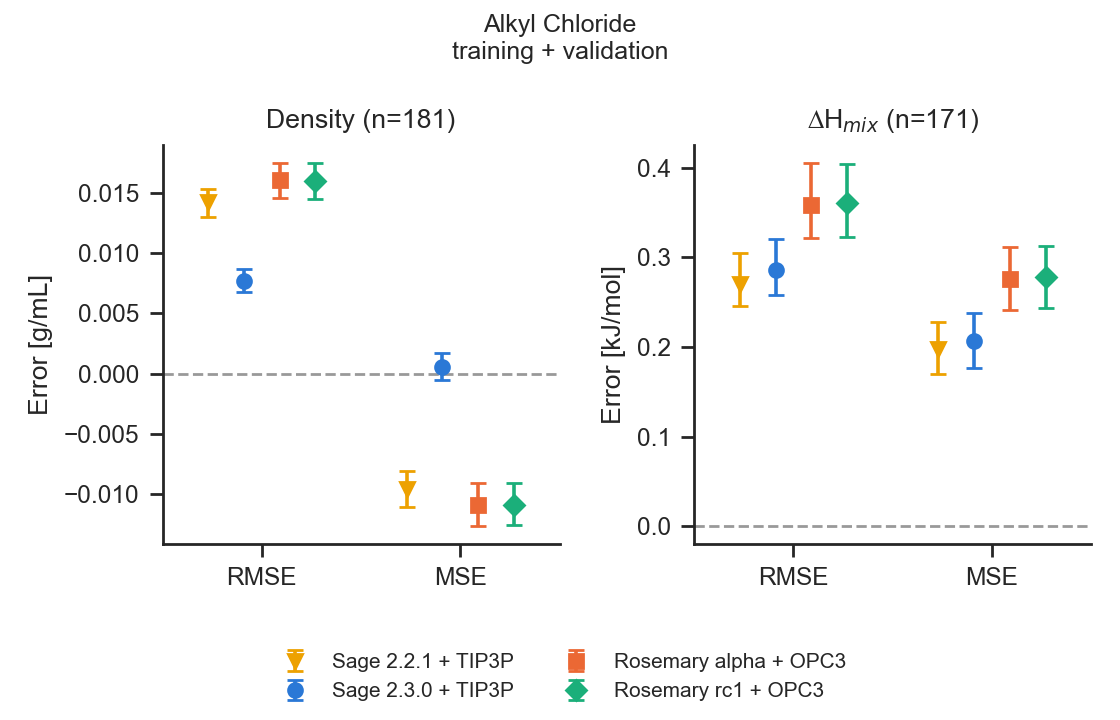 Alkyl Chloride
training + validation
Density (n=181)
Error [g/mL]
0.015
0.010
0.005
0.000
−0.005
−0.010
RMSE
MSE
ΔH_mix (n=171)
Error [kJ/mol]
0.4
0.3
0.2
0.1
0.0
RMSE
MSE
Sage 2.2.1 + TIP3P
Sage 2.3.0 + TIP3P
Rosemary alpha + OPC3
Rosemary rc1 + OPC3